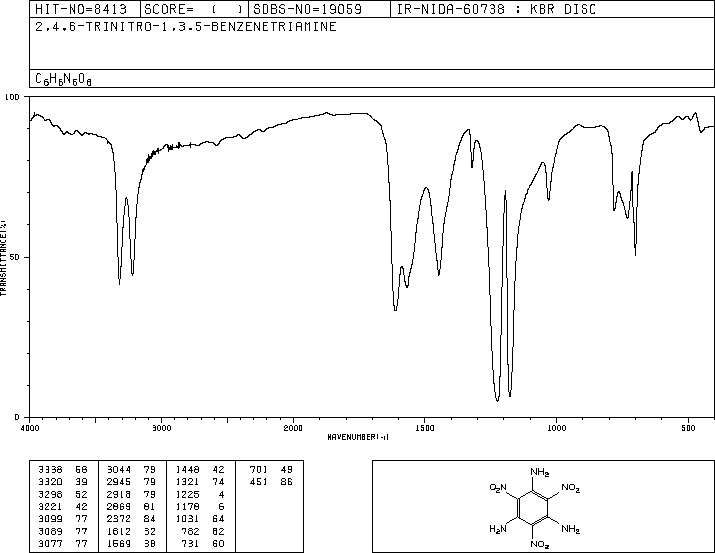 HIT-NO=8413 SCORE= ( ) SDBS-NO=19059 IR-NIDA-60738 : KBR DISC
2,4,6-TRINITRO-1,3,5-BENZENETRIAMINE
C6H6N6O6
100
50
0
TRANSMITTANCE(%)
4000 3000 2000 1500 1000 500
WAVENUMBER(-1)
3338 66 3044 79 1448 42 701 49
3320 39 2945 79 1321 74 451 86
3298 52 2918 79 1225 4
3221 42 2869 81 1178 6
3099 77 2372 84 1031 64
3089 77 1612 32 782 62
3077 77 1569 38 731 60
NH2
NO2 NO2
NH2 NH2
NO2